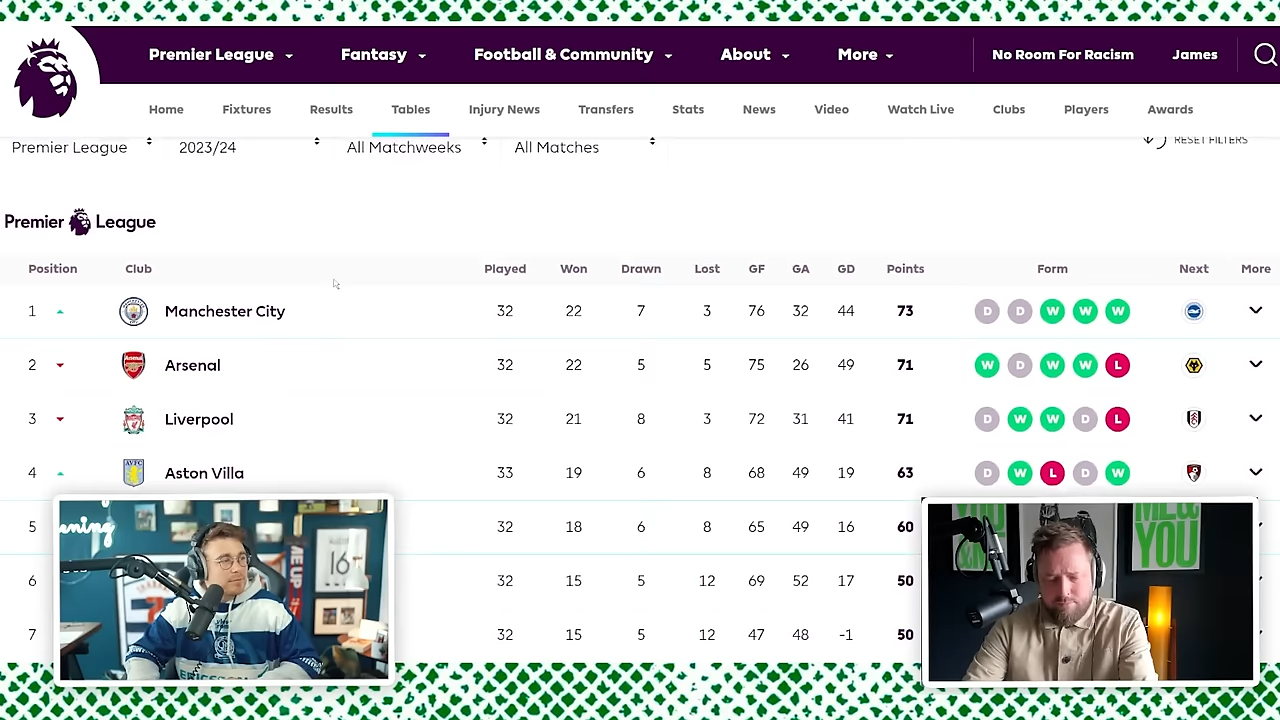 Premier League Fantasy Football & Community About More No Room For Racism James
Home Fixtures Results Tables Injury News Transfers Stats News Video Watch Live Clubs Players Awards
Premier League 2023/24 All Matchweeks All Matches RESET FILTERS
Premier League
Position Club Played Won Drawn Lost GF GA GD Points Form Next More
1 Manchester City 32 22 7 3 76 32 44 73 D D W W W
2 Arsenal 32 22 5 5 75 26 49 71 W D W W L
3 Liverpool 32 21 8 3 72 31 41 71 D W W D L
4 Aston Villa 33 19 6 8 68 49 19 63 D W L D W
5 32 18 6 8 65 49 16 60
6 32 15 5 12 69 52 17 50
7 32 15 5 12 47 48 -1 50
16
ME&
YOU